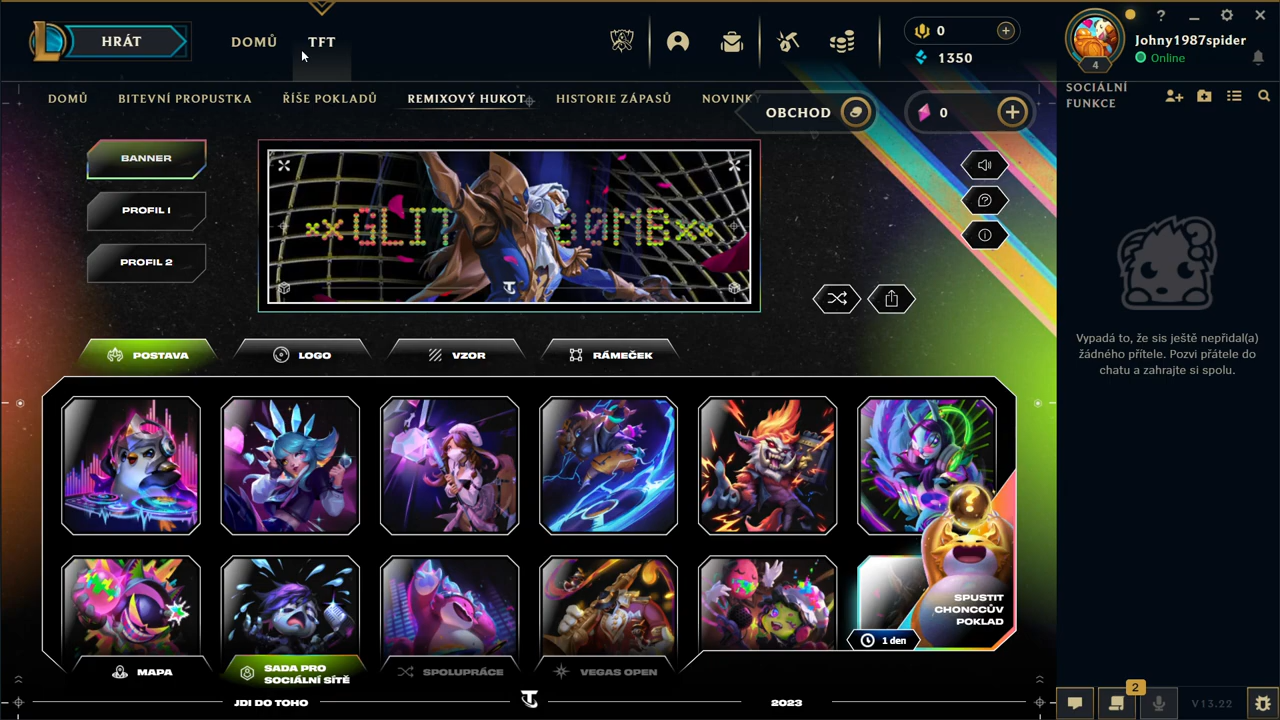 HRÁT
DOMŮ
TFT
0
1350
4
Johny1987spider
Online
DOMŮ
BITEVNÍ PROPUSTKA
ŘÍŠE POKLADŮ
REMIXOVÝ HUKOT
HISTORIE ZÁPASŮ
NOVINKY
OBCHOD
0
SOCIÁLNÍ
FUNKCE
BANNER
PROFIL 1
PROFIL 2
POSTAVA
LOGO
VZOR
RÁMEČEK
Vypadá to, že sis ještě nepřidal(a)
žádného přítele. Pozvi přátele do
chatu a zahrajte si spolu.
SPUSTIT
CHONCCŮV
POKLAD
1 den
MAPA
SADA PRO
SOCIÁLNÍ SÍTĚ
SPOLUPRÁCE
VEGAS OPEN
JDI DO TOHO
2023
2
V13.22